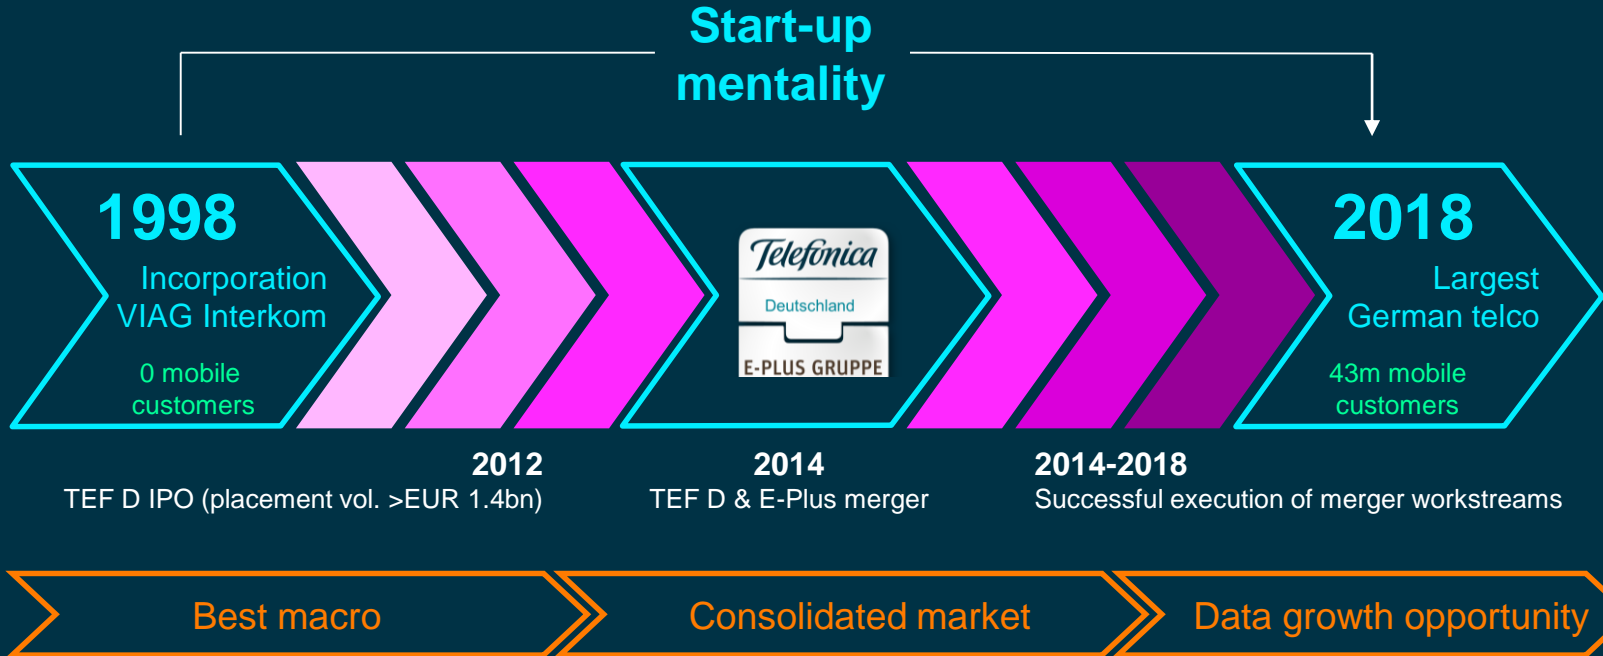 Start-up
mentality
1998
Incorporation
VIAG Interkom
0 mobile
customers
Telefónica
Deutschland
E-PLUS GRUPPE
2018
Largest
German telco
43m mobile
customers
2012
TEF D IPO (placement vol. >EUR 1.4bn)
2014
TEF D & E-Plus merger
2014-2018
Successful execution of merger workstreams
Best macro
Consolidated market
Data growth opportunity